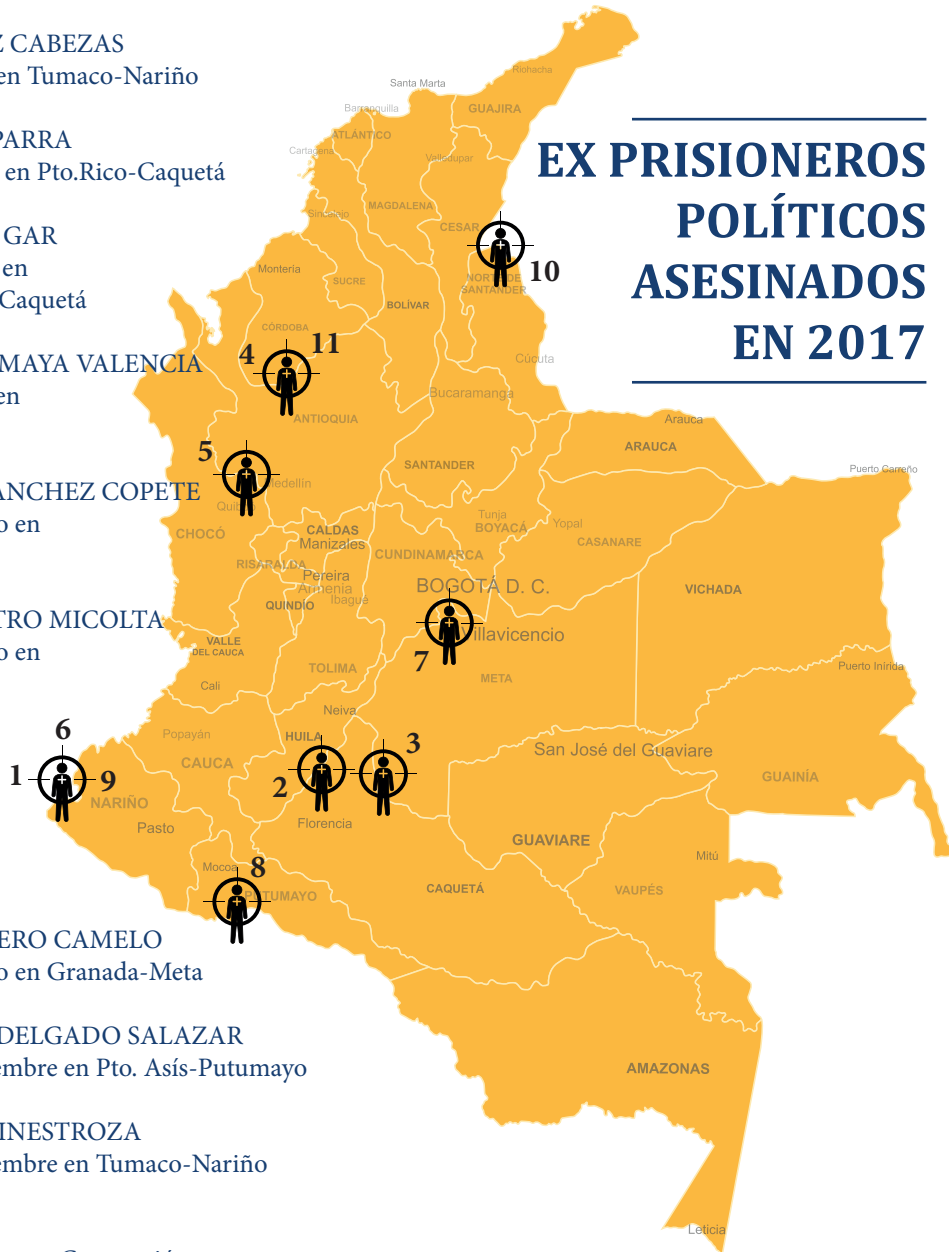 Z CABEZAS
en Tumaco-Nariño
PARRA
en Pto.Rico-Caquetá
GAR
en
Caquetá
MAYA VALENCIA
en
ANCHEZ COPETE
o en
TRO MICOLTA
o en
ERO CAMELO
o en Granada-Meta
DELGADO SALAZAR
embre en Pto. Asís-Putumayo
INESTROZA
embre en Tumaco-Nariño
EX PRISIONEROS
POLÍTICOS
ASESINADOS
EN 2017
Riohacha
Santa Marta
Barranquilla
GUAJIRA
ATLÁNTICO
Cartagena
Valledupar
MAGDALENA
Sincelejo
CESAR
10
Montería
SUCRE
NORTE DE
SANTANDER
BOLÍVAR
CÓRDOBA
4
11
Cúcuta
Bucaramanga
ANTIOQUIA
Arauca
ARAUCA
5
SANTANDER
Puerto Carreño
Medellín
CHOCÓ
Tunja
BOYACÁ
Yopal
CASANARE
CALDAS
Manizales
CUNDINAMARCA
RISARALDA
Pereira
Armenia
BOGOTÁ D. C.
VICHADA
QUINDÍO
Ibagué
Villavicencio
VALLE
DEL CAUCA
7
TOLIMA
META
Puerto Inírida
Cali
Neiva
6
Popayán
HUILA
3
San José del Guaviare
CAUCA
1
9
2
GUAINÍA
NARIÑO
Pasto
Florencia
GUAVIARE
Mitú
Mocoa
8
PUTUMAYO
CAQUETÁ
VAUPÉS
AMAZONAS
Leticia